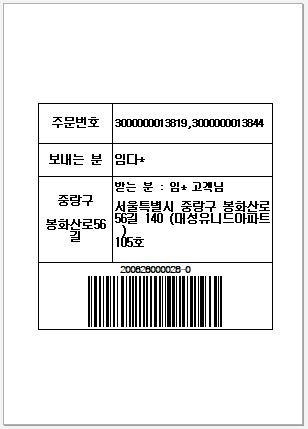 주문번호
3000000013819,3000000013844
보내는 분
임다*
중랑구
봉화산로56
길
받는 분 : 임* 고객님
서울특별시 중랑구 봉화산로
56길 140 (대성유니드아파트
)
105호
200626000026-0